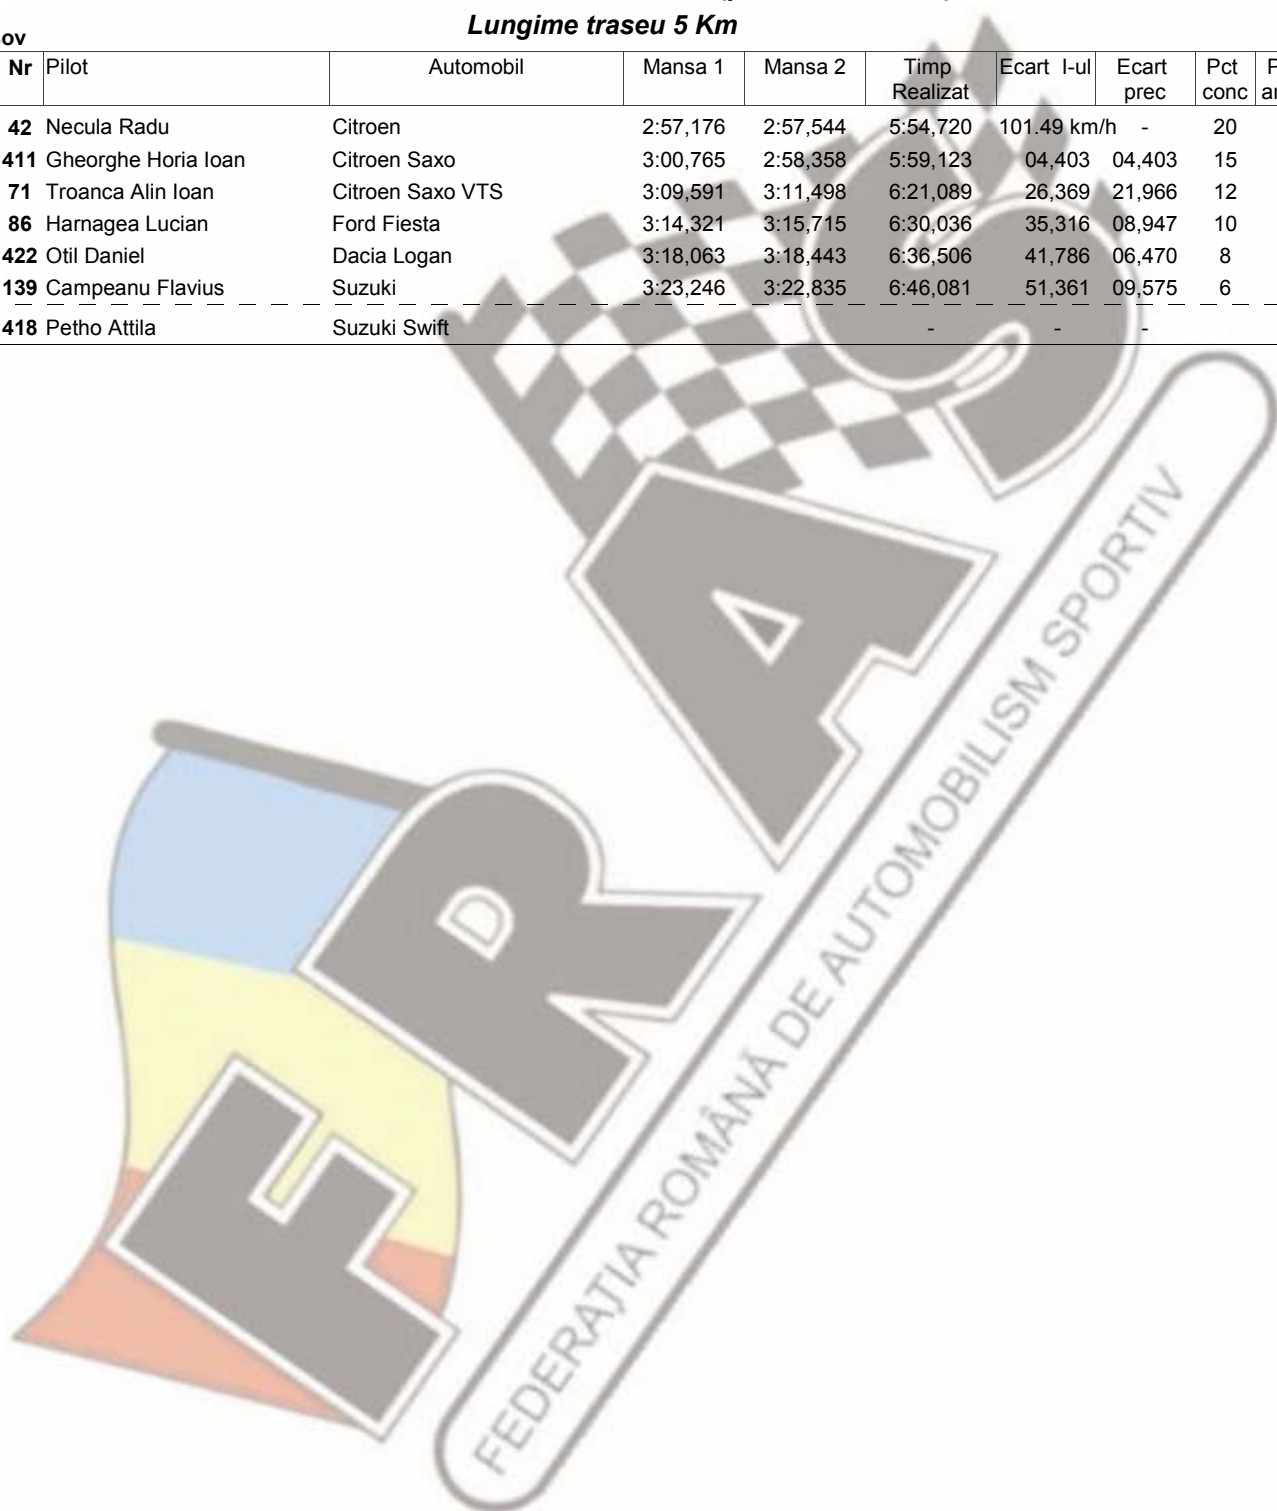 Lungime traseu 5 Km
ov
Nr Pilot Automobil Mansa 1 Mansa 2 Timp Realizat Ecart I-ul Ecart prec Pct conc
42 Necula Radu Citroen 2:57,176 2:57,544 5:54,720 101.49 km/h - 20
411 Gheorghe Horia Ioan Citroen Saxo 3:00,765 2:58,358 5:59,123 04,403 04,403 15
71 Troanca Alin Ioan Citroen Saxo VTS 3:09,591 3:11,498 6:21,089 26,369 21,966 12
86 Harnagea Lucian Ford Fiesta 3:14,321 3:15,715 6:30,036 35,316 08,947 10
422 Otil Daniel Dacia Logan 3:18,063 3:18,443 6:36,506 41,786 06,470 8
139 Campeanu Flavius Suzuki 3:23,246 3:22,835 6:46,081 51,361 09,575 6
418 Petho Attila Suzuki Swift - - -
FRAS
FEDERAŢIA ROMÂNĂ DE AUTOMOBILISM SPORTIV